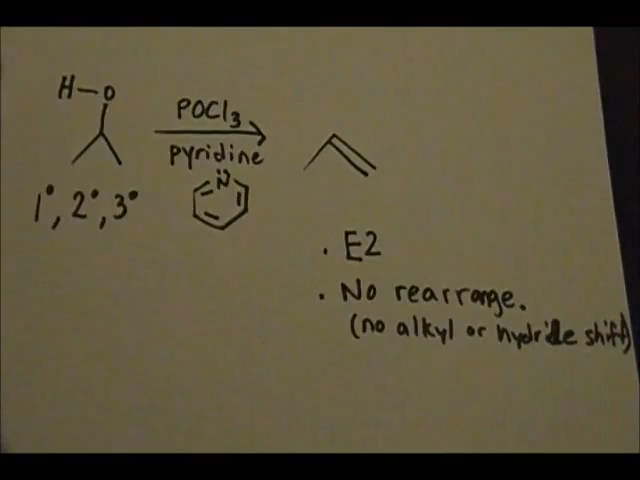 H-O
POCl3
pyridine
N
1°, 2°, 3°
· E2
· No rearrange.
(no alkyl or hydride shift)